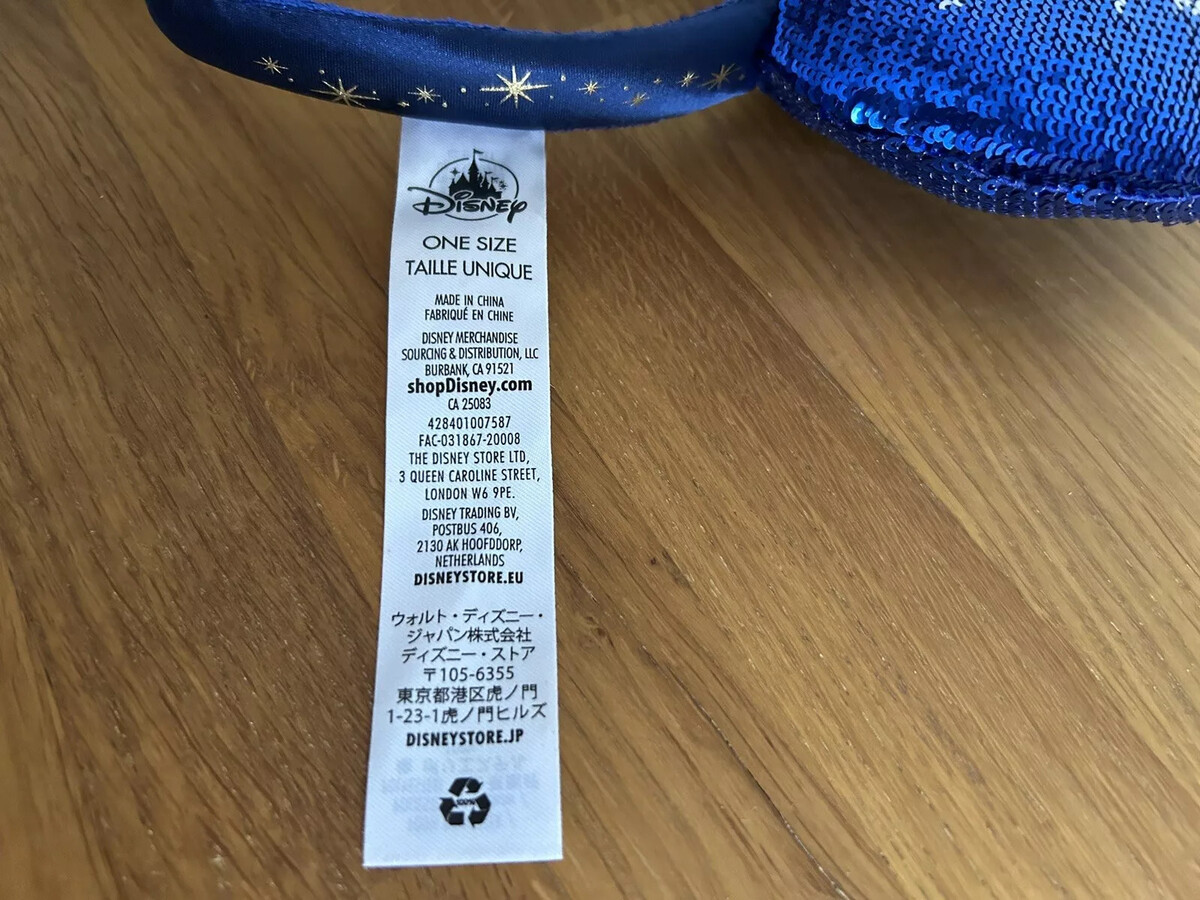 Disney
ONE SIZE
TAILLE UNIQUE
MADE IN CHINA
FABRIQUÉ EN CHINE
DISNEY MERCHANDISE
SOURCING & DISTRIBUTION, LLC
BURBANK, CA 91521
shopDisney.com
CA 25083
428401007587
FAC-031867-20008
THE DISNEY STORE LTD,
3 QUEEN CAROLINE STREET,
LONDON W6 9PE.
DISNEY TRADING BV,
POSTBUS 406,
2130 AK HOOFDDORP,
NETHERLANDS
DISNEYSTORE.EU
ウォルト・ディズニー・
ジャパン株式会社
ディズニー・ストア
〒105-6355
東京都港区虎ノ門
1-23-1虎ノ門ヒルズ
DISNEYSTORE.JP
100%